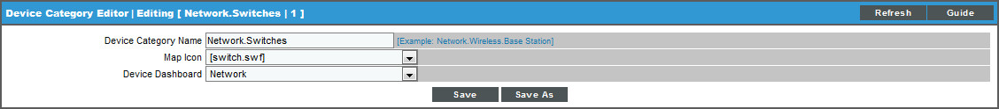 Device Category Editor | Editing [ Network.Switches | 1 ] Refresh Guide
Device Category Name Network.Switches [Example: Network.Wireless.Base Station]
Map Icon [switch.swf]
Device Dashboard Network
Save Save As